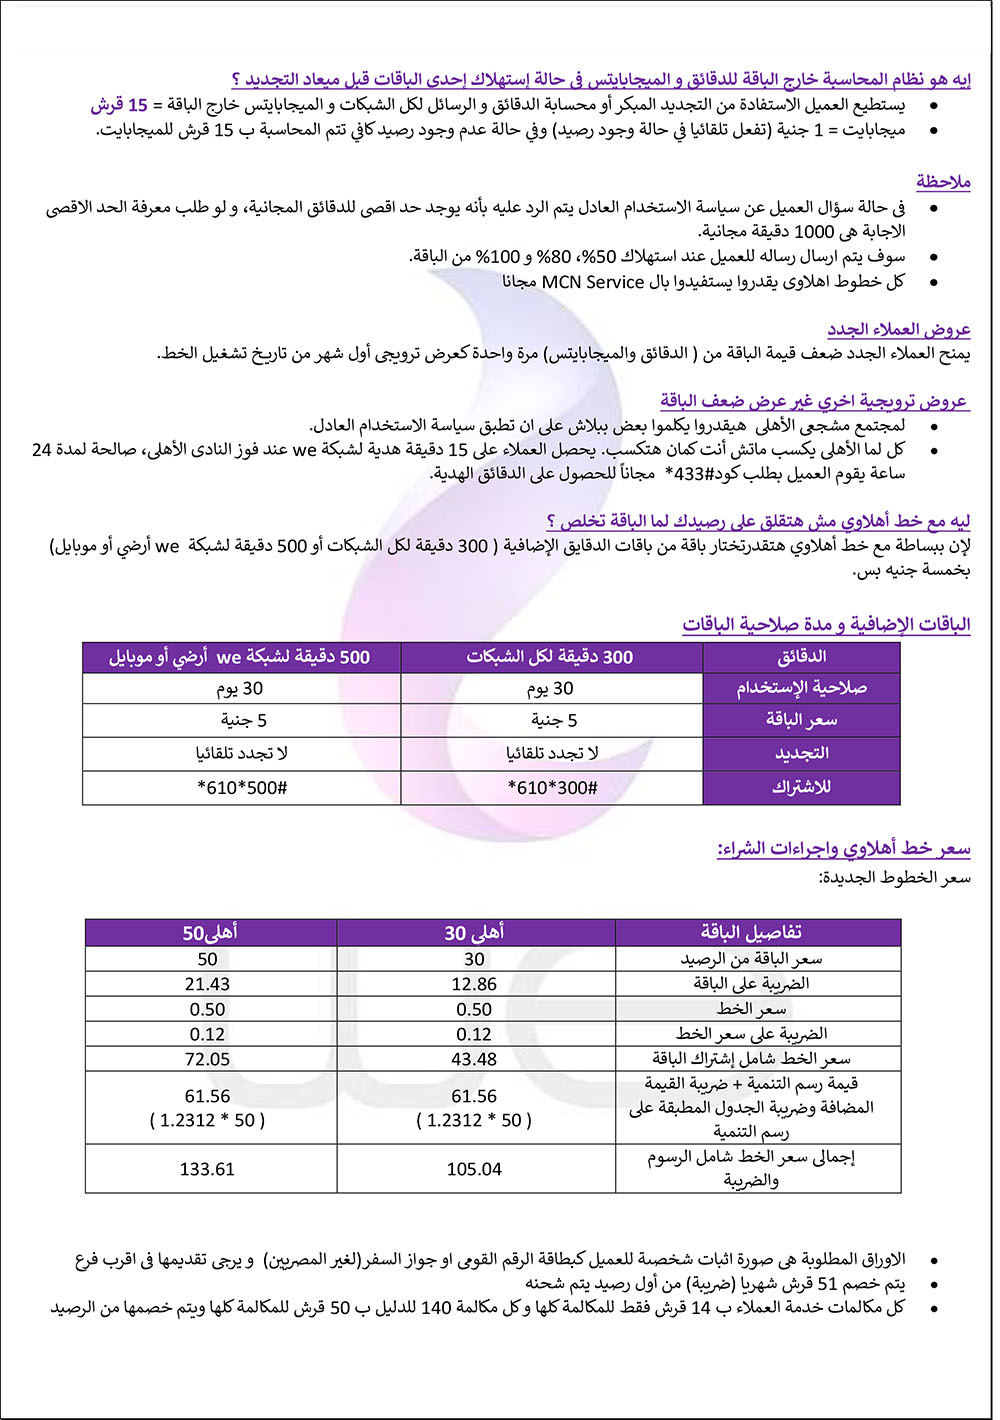 إيه هو نظام المحاسبة خارج الباقة للدقائق و الميجابايتس فى حالة إستهلاك إحدى الباقات قبل ميعاد التجديد ؟
• يستطيع العميل الاستفادة من التجديد المبكر أو محسابة الدقائق و الرسائل لكل الشبكات و الميجابايتس خارج الباقة = 15 قرش
• ميجابايت = 1 جنية (تفعل تلقائيا في حالة وجود رصيد) وفي حالة عدم وجود رصيد كافي تتم المحاسبة ب 15 قرش للميجابايت.
ملاحظة
• فى حالة سؤال العميل عن سياسة الاستخدام العادل يتم الرد عليه بأنه يوجد حد اقصى للدقائق المجانية، و لو طلب معرفة الحد الاقصى
الاجابة هى 1000 دقيقة مجانية.
• سوف يتم ارسال رساله للعميل عند استهلاك 50%، 80% و 100% من الباقة.
• كل خطوط اهلاوى يقدروا يستفيدوا بال MCN Service مجانا
عروض العملاء الجدد
يمنح العملاء الجدد ضعف قيمة الباقة من ( الدقائق والميجابايتس) مرة واحدة كعرض ترويجى أول شهر من تاريخ تشغيل الخط.
عروض ترويجية اخري غير عرض ضعف الباقة
• لمجتمع مشجعى الأهلى هيقدروا يكلموا بعض ببلاش على ان تطبق سياسة الاستخدام العادل.
• كل لما الأهلى يكسب ماتش أنت كمان هتكسب. يحصل العملاء على 15 دقيقة هدية لشبكة we عند فوز النادى الأهلى، صالحة لمدة 24
ساعة يقوم العميل بطلب كود#433* مجاناً للحصول على الدقائق الهدية.
ليه مع خط أهلاوي مش هتقلق على رصيدك لما الباقة تخلص ؟
لإن ببساطة مع خط أهلاوي هتقدرتختار باقة من باقات الدقايق الإضافية ( 300 دقيقة لكل الشبكات أو 500 دقيقة لشبكة we أرضي أو موبايل)
بخمسة جنيه بس.
الباقات الإضافية و مدة صلاحية الباقات
الدقائق 300 دقيقة لكل الشبكات 500 دقيقة لشبكة we أرضي أو موبايل
صلاحية الإستخدام 30 يوم 30 يوم
سعر الباقة 5 جنية 5 جنية
التجديد لا تجدد تلقائيا لا تجدد تلقائيا
للاشتراك *610*300# *610*500#
سعر خط أهلاوي واجراءات الشراء:
سعر الخطوط الجديدة:
تفاصيل الباقة أهلى 30 أهلى50
سعر الباقة من الرصيد 30 50
الضريبة على الباقة 12.86 21.43
سعر الخط 0.50 0.50
الضريبة على سعر الخط 0.12 0.12
سعر الخط شامل إشتراك الباقة 43.48 72.05
قيمة رسم التنمية + ضريبة القيمة
المضافة وضريبة الجدول المطبقة على
رسم التنمية
61.56 61.56
( 1.2312 * 50 ) ( 1.2312 * 50 )
إجمالى سعر الخط شامل الرسوم
والضريبة
105.04 133.61
• الاوراق المطلوبة هى صورة اثبات شخصية للعميل كبطاقة الرقم القومى او جواز السفر(لغير المصريين) و يرجى تقديمها فى اقرب فرع
• يتم خصم 51 قرش شهريا (ضريبة) من أول رصيد يتم شحنه
• كل مكالمات خدمة العملاء ب 14 قرش فقط للمكالمة كلها و كل مكالمة 140 للدليل ب 50 قرش للمكالمة كلها ويتم خصمها من الرصيد
we